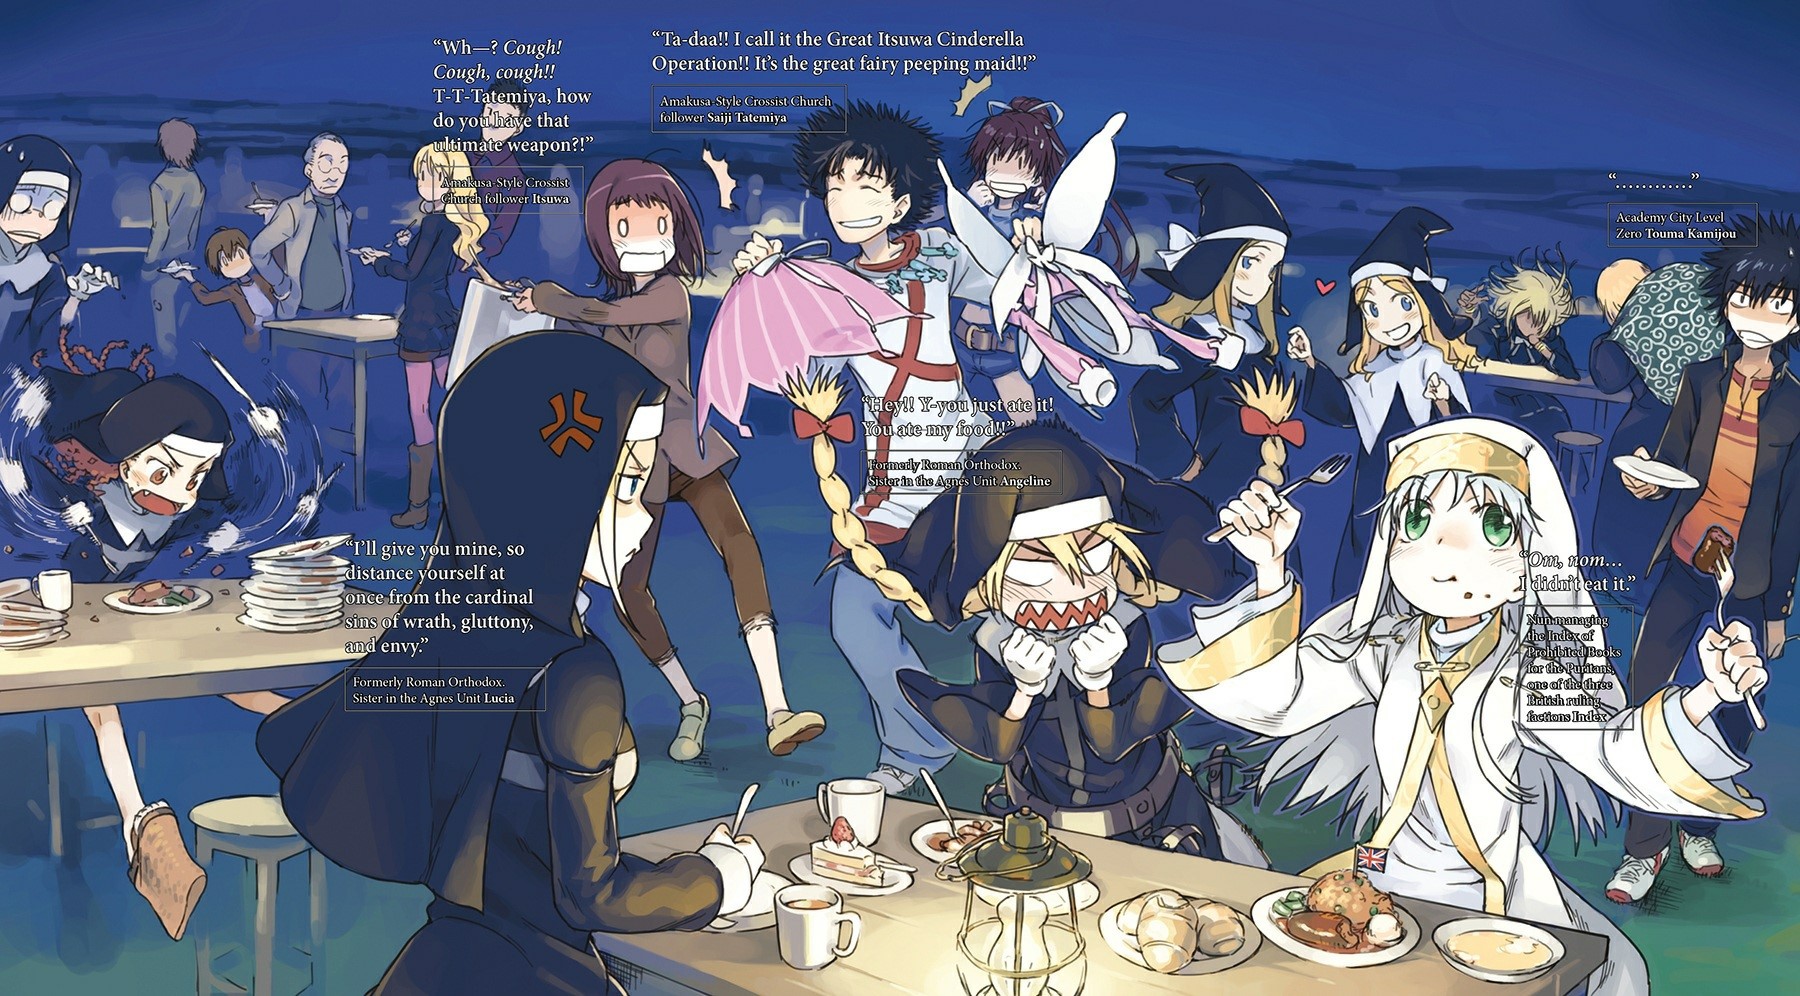 “Wh—? Cough!
Cough, cough!!
T-T-Tatemiya, how
do you have that
ultimate weapon?!”
Amakusa-Style Crossist
Church follower Itsuwa
“Ta-daa!! I call it the Great Itsuwa Cinderella
Operation!! It’s the great fairy peeping maid!!”
Amakusa-Style Crossist Church
follower Saiji Tatemiya
“............”
Academy City Level
Zero Touma Kamijou
“Hey!! Y-you just ate it!
You ate my food!!”
Formerly Roman Orthodox.
Sister in the Agnes Unit Angeline
“I’ll give you mine, so
distance yourself at
once from the cardinal
sins of wrath, gluttony,
and envy.”
Formerly Roman Orthodox.
Sister in the Agnes Unit Lucia
“Om, nom...
I didn’t eat it.”
Nun managing
the Index of
Prohibited Books
for the Puritans,
one of the three
British ruling
factions Index